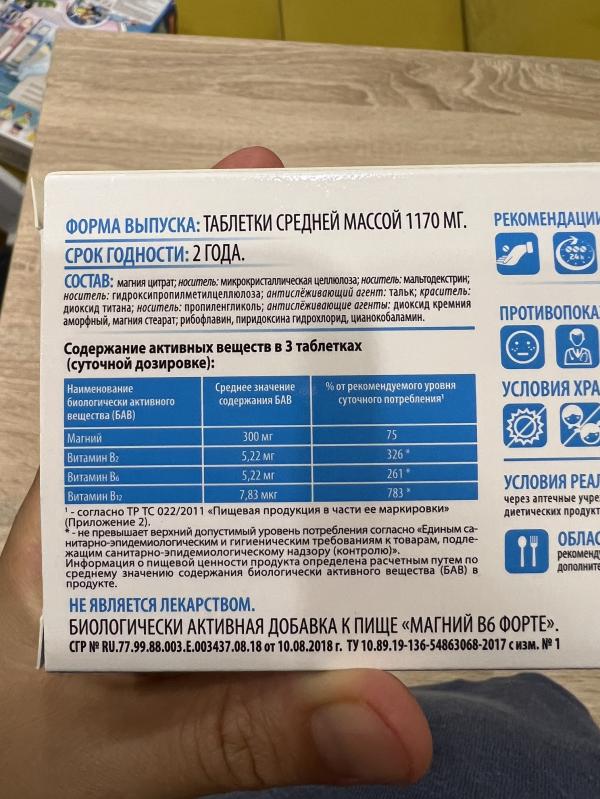 ФОРМА ВЫПУСКА: ТАБЛЕТКИ СРЕДНЕЙ МАССОЙ 1170 МГ.
СРОК ГОДНОСТИ: 2 ГОДА.
СОСТАВ: магния цитрат; носитель: микрокристаллическая целлюлоза; носитель: мальтодекстрин;
носитель: гидроксипропилметилцеллюлоза; антислёживающий агент: тальк; краситель:
диоксид титана; носитель: пропиленгликоль; антислёживающие агенты: диоксид кремния
аморфный, магния стеарат; рибофлавин, пиридоксина гидрохлорид, цианокобаламин.
Содержание активных веществ в 3 таблетках
(суточной дозировке):
Наименование биологически активного вещества (БАВ) Среднее значение содержания БАВ % от рекомендуемого уровня суточного потребления¹
Магний 300 мг 75
Витамин B₂ 5,22 мг 326 *
Витамин B₆ 5,22 мг 261 *
Витамин B₁₂ 7,83 мкг 783 *
¹ - согласно ТР ТС 022/2011 «Пищевая продукция в части ее маркировки»
(Приложение 2).
* - не превышает верхний допустимый уровень потребления согласно «Единым са-
нитарно-эпидемиологическим и гигиеническим требованиям к товарам, подле-
жащим санитарно-эпидемиологическому надзору (контролю)».
Информация о пищевой ценности продукта определена расчетным путем по
среднему значению содержания биологически активного вещества (БАВ) в
продукте.
НЕ ЯВЛЯЕТСЯ ЛЕКАРСТВОМ.
БИОЛОГИЧЕСКИ АКТИВНАЯ ДОБАВКА К ПИЩЕ «МАГНИЙ В6 ФОРТЕ».
СГР № RU.77.99.88.003.E.003437.08.18 от 10.08.2018 г. ТУ 10.89.19-136-54863068-2017 с изм. № 1
РЕКОМЕНДАЦИИ
24h
ПРОТИВОПОКА
УСЛОВИЯ ХРА
УСЛОВИЯ РЕАЛ
через аптечные учре
диетических продукт
ОБЛАС
рекоменд
дополните